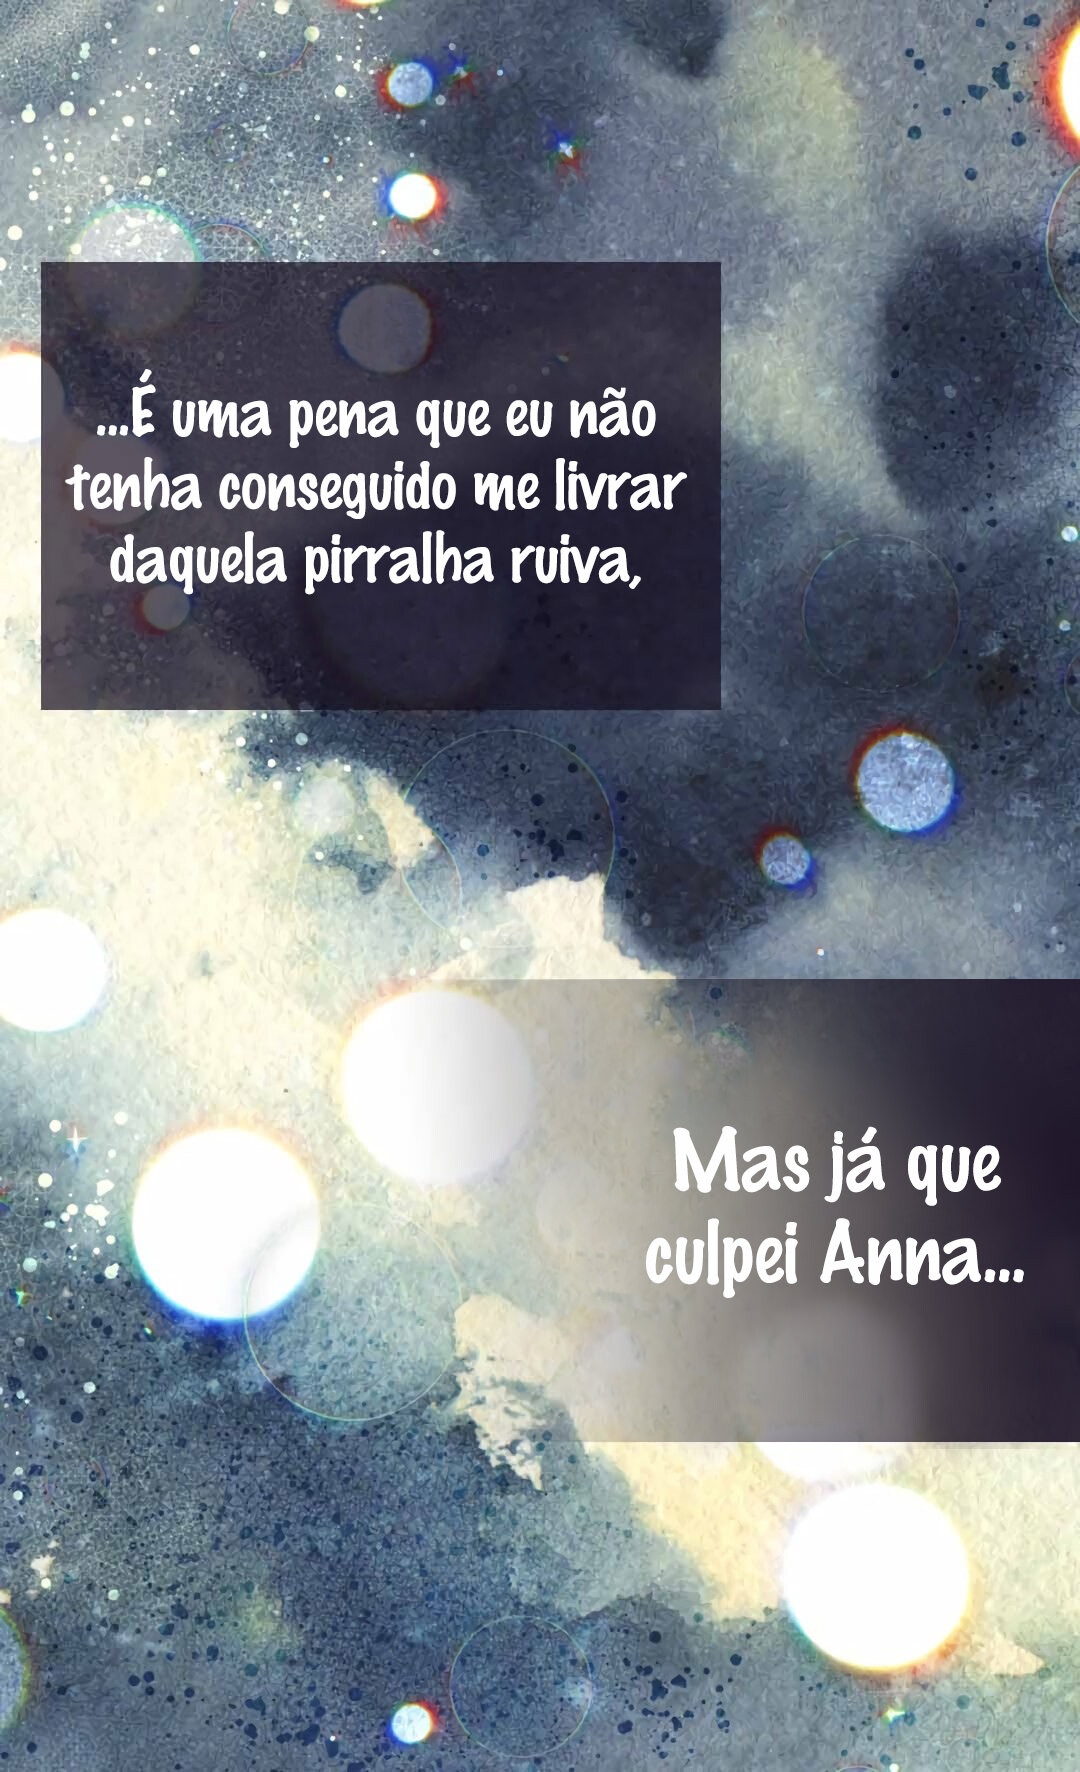 ...É uma pena que eu não
tenha conseguido me livrar
daquela pirralha ruiva,
Mas já que
culpei Anna...